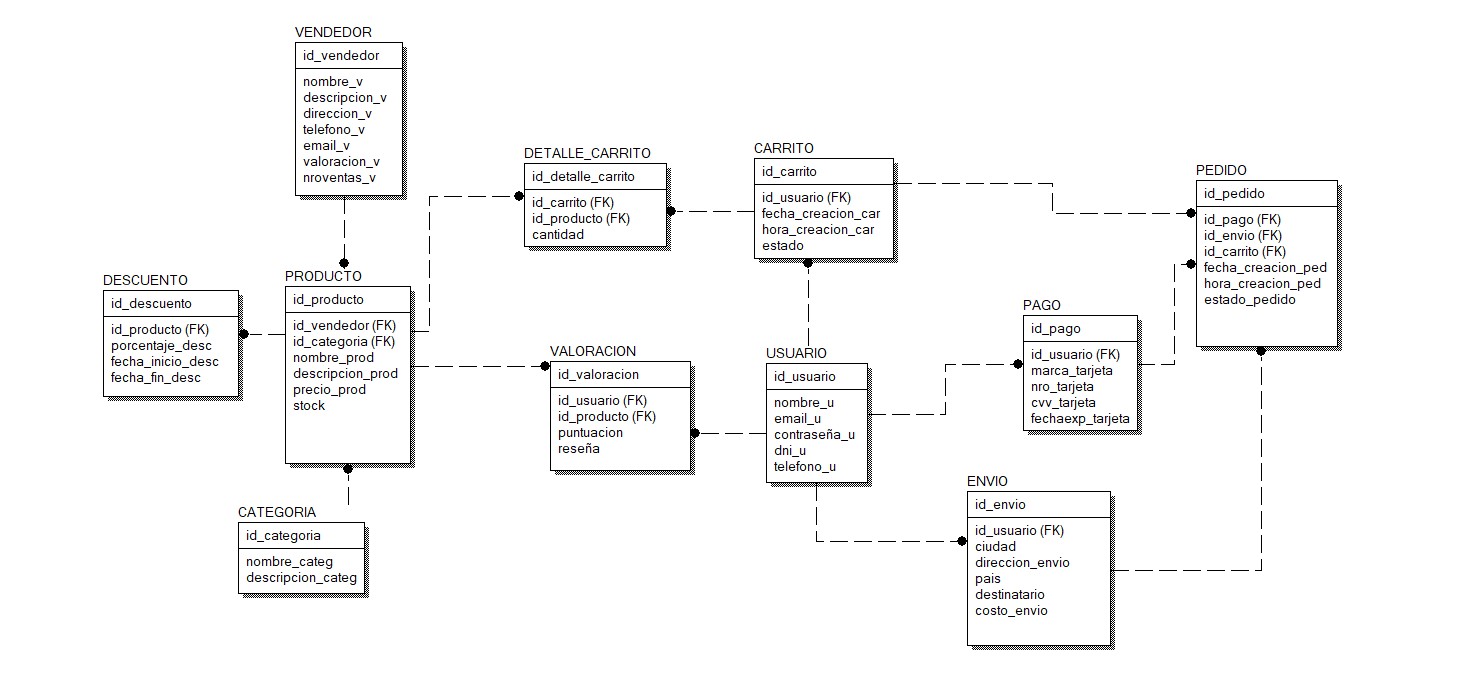 VENDEDOR
id_vendedor
nombre_v
descripcion_v
direccion_v
telefono_v
email_v
valoracion_v
nroventas_v
DETALLE_CARRITO
id_detalle_carrito
id_carrito (FK)
id_producto (FK)
cantidad
CARRITO
id_carrito
id_usuario (FK)
fecha_creacion_car
hora_creacion_car
estado
PEDIDO
id_pedido
id_pago (FK)
id_envio (FK)
id_carrito (FK)
fecha_creacion_ped
hora_creacion_ped
estado_pedido
DESCUENTO
id_descuento
id_producto (FK)
porcentaje_desc
fecha_inicio_desc
fecha_fin_desc
PRODUCTO
id_producto
id_vendedor (FK)
id_categoria (FK)
nombre_prod
descripcion_prod
precio_prod
stock
VALORACION
id_valoracion
id_usuario (FK)
id_producto (FK)
puntuacion
reseña
USUARIO
id_usuario
nombre_u
email_u
contraseña_u
dni_u
telefono_u
PAGO
id_pago
id_usuario (FK)
marca_tarjeta
nro_tarjeta
cvv_tarjeta
fechaexp_tarjeta
CATEGORIA
id_categoria
nombre_categ
descripcion_categ
ENVIO
id_envio
id_usuario (FK)
ciudad
direccion_envio
pais
destinatario
costo_envio